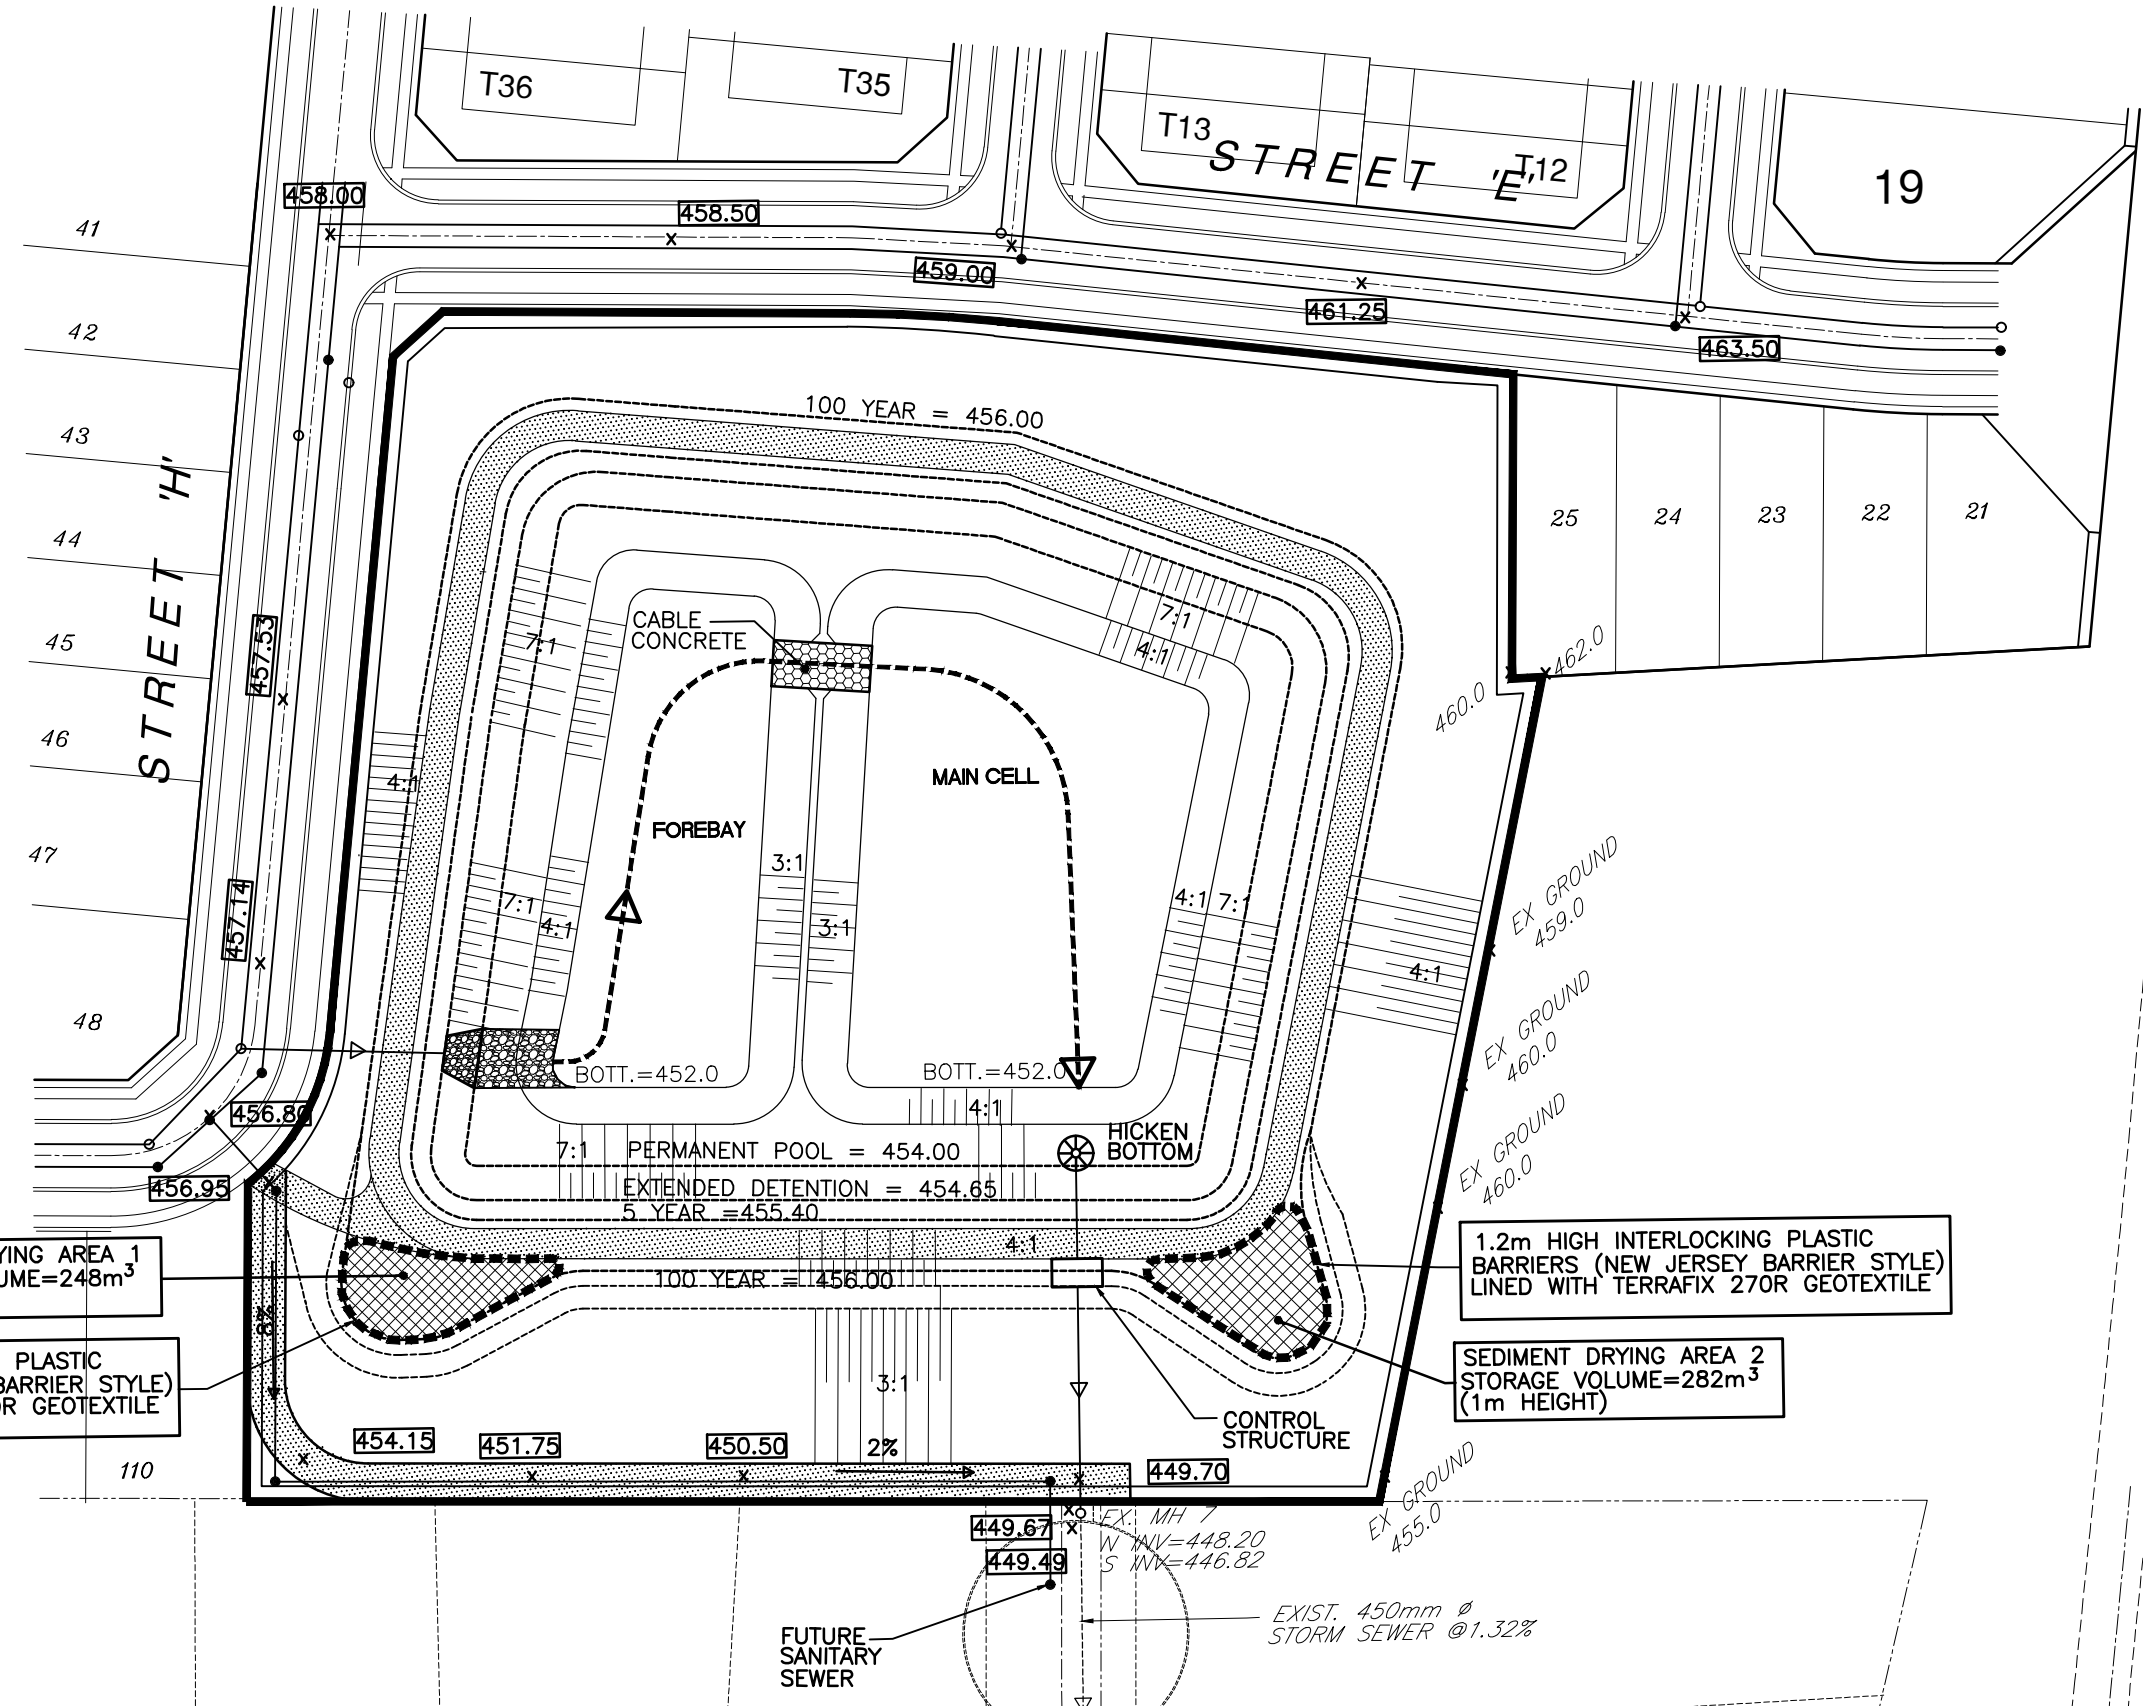 T36
T35
T13
STREET 'E'
T12
19
458.00
458.50
459.00
461.25
463.50
41
42
43
44
45
46
47
48
STREET 'H'
457.53
457.14
456.80
456.95
100 YEAR = 456.00
25
24
23
22
21
7:1
CABLE
CONCRETE
7:1
4:1
462.0
460.0
4:1
MAIN CELL
FOREBAY
3:1
3:1
7:1
4:1
4:1
7:1
4:1
EX GROUND
459.0
EX GROUND
460.0
EX GROUND
460.0
BOTT.=452.0
BOTT.=452.0
4:1
HICKEN
BOTTOM
7:1
PERMANENT POOL = 454.00
EXTENDED DETENTION = 454.65
5 YEAR =455.40
4:1
100 YEAR = 456.00
YING AREA 1
UME=248m³
PLASTIC
BARRIER STYLE)
OR GEOTEXTILE
8%
1.2m HIGH INTERLOCKING PLASTIC
BARRIERS (NEW JERSEY BARRIER STYLE)
LINED WITH TERRAFIX 270R GEOTEXTILE
SEDIMENT DRYING AREA 2
STORAGE VOLUME=282m³
(1m HEIGHT)
3:1
CONTROL
STRUCTURE
454.15
451.75
450.50
2%
449.70
110
EX GROUND
455.0
449.67
449.49
EX. MH 7
N INV=448.20
S INV=446.82
EXIST. 450mm ø
STORM SEWER @1.32%
FUTURE
SANITARY
SEWER